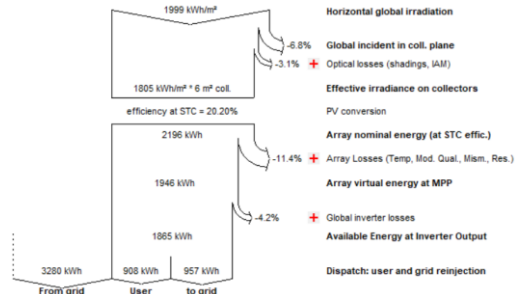 1999 kWh/m² Horizontal global irradiation
-6.8% Global incident in coll. plane
-3.1% + Optical losses (shadings, IAM)
1805 kWh/m² * 6 m² coll. Effective irradiance on collectors
efficiency at STC = 20.20% PV conversion
2196 kWh Array nominal energy (at STC effic.)
-11.4% + Array Losses (Temp, Mod. Qual., Mism., Res.)
1946 kWh Array virtual energy at MPP
-4.2% + Global inverter losses
1865 kWh Available Energy at Inverter Output
3280 kWh 908 kWh 957 kWh Dispatch: user and grid reinjection
From grid User to grid